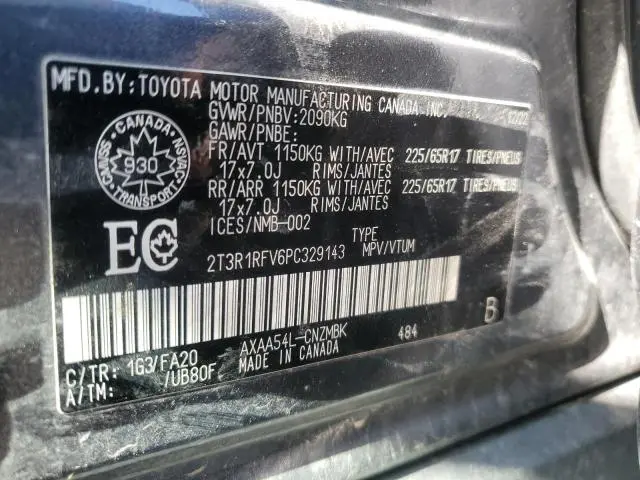 MFD.BY:TOYOTA MOTOR MANUFACTURING CANADA INC. 12/22
GVWR/PNBV:2090KG
GAWR/PNBE:
FR/AVT 1150KG WITH/AVEC 225/65R17 TIRES/PNEUS
17x7.0J RIMS/JANTES
RR/ARR 1150KG WITH/AVEC 225/65R17 TIRES/PNEUS
17x7.0J RIMS/JANTES
ICES/NMB-002
CANADA
CMVSS
NSVAC
930
TRANSPORT
EC
TYPE
2T3R1RFV6PC329143 MPV/VTUM
B
C/TR: 1G3/FA20 AXAA54L-CNZMBK 484
A/TM: /UB80F MADE IN CANADA